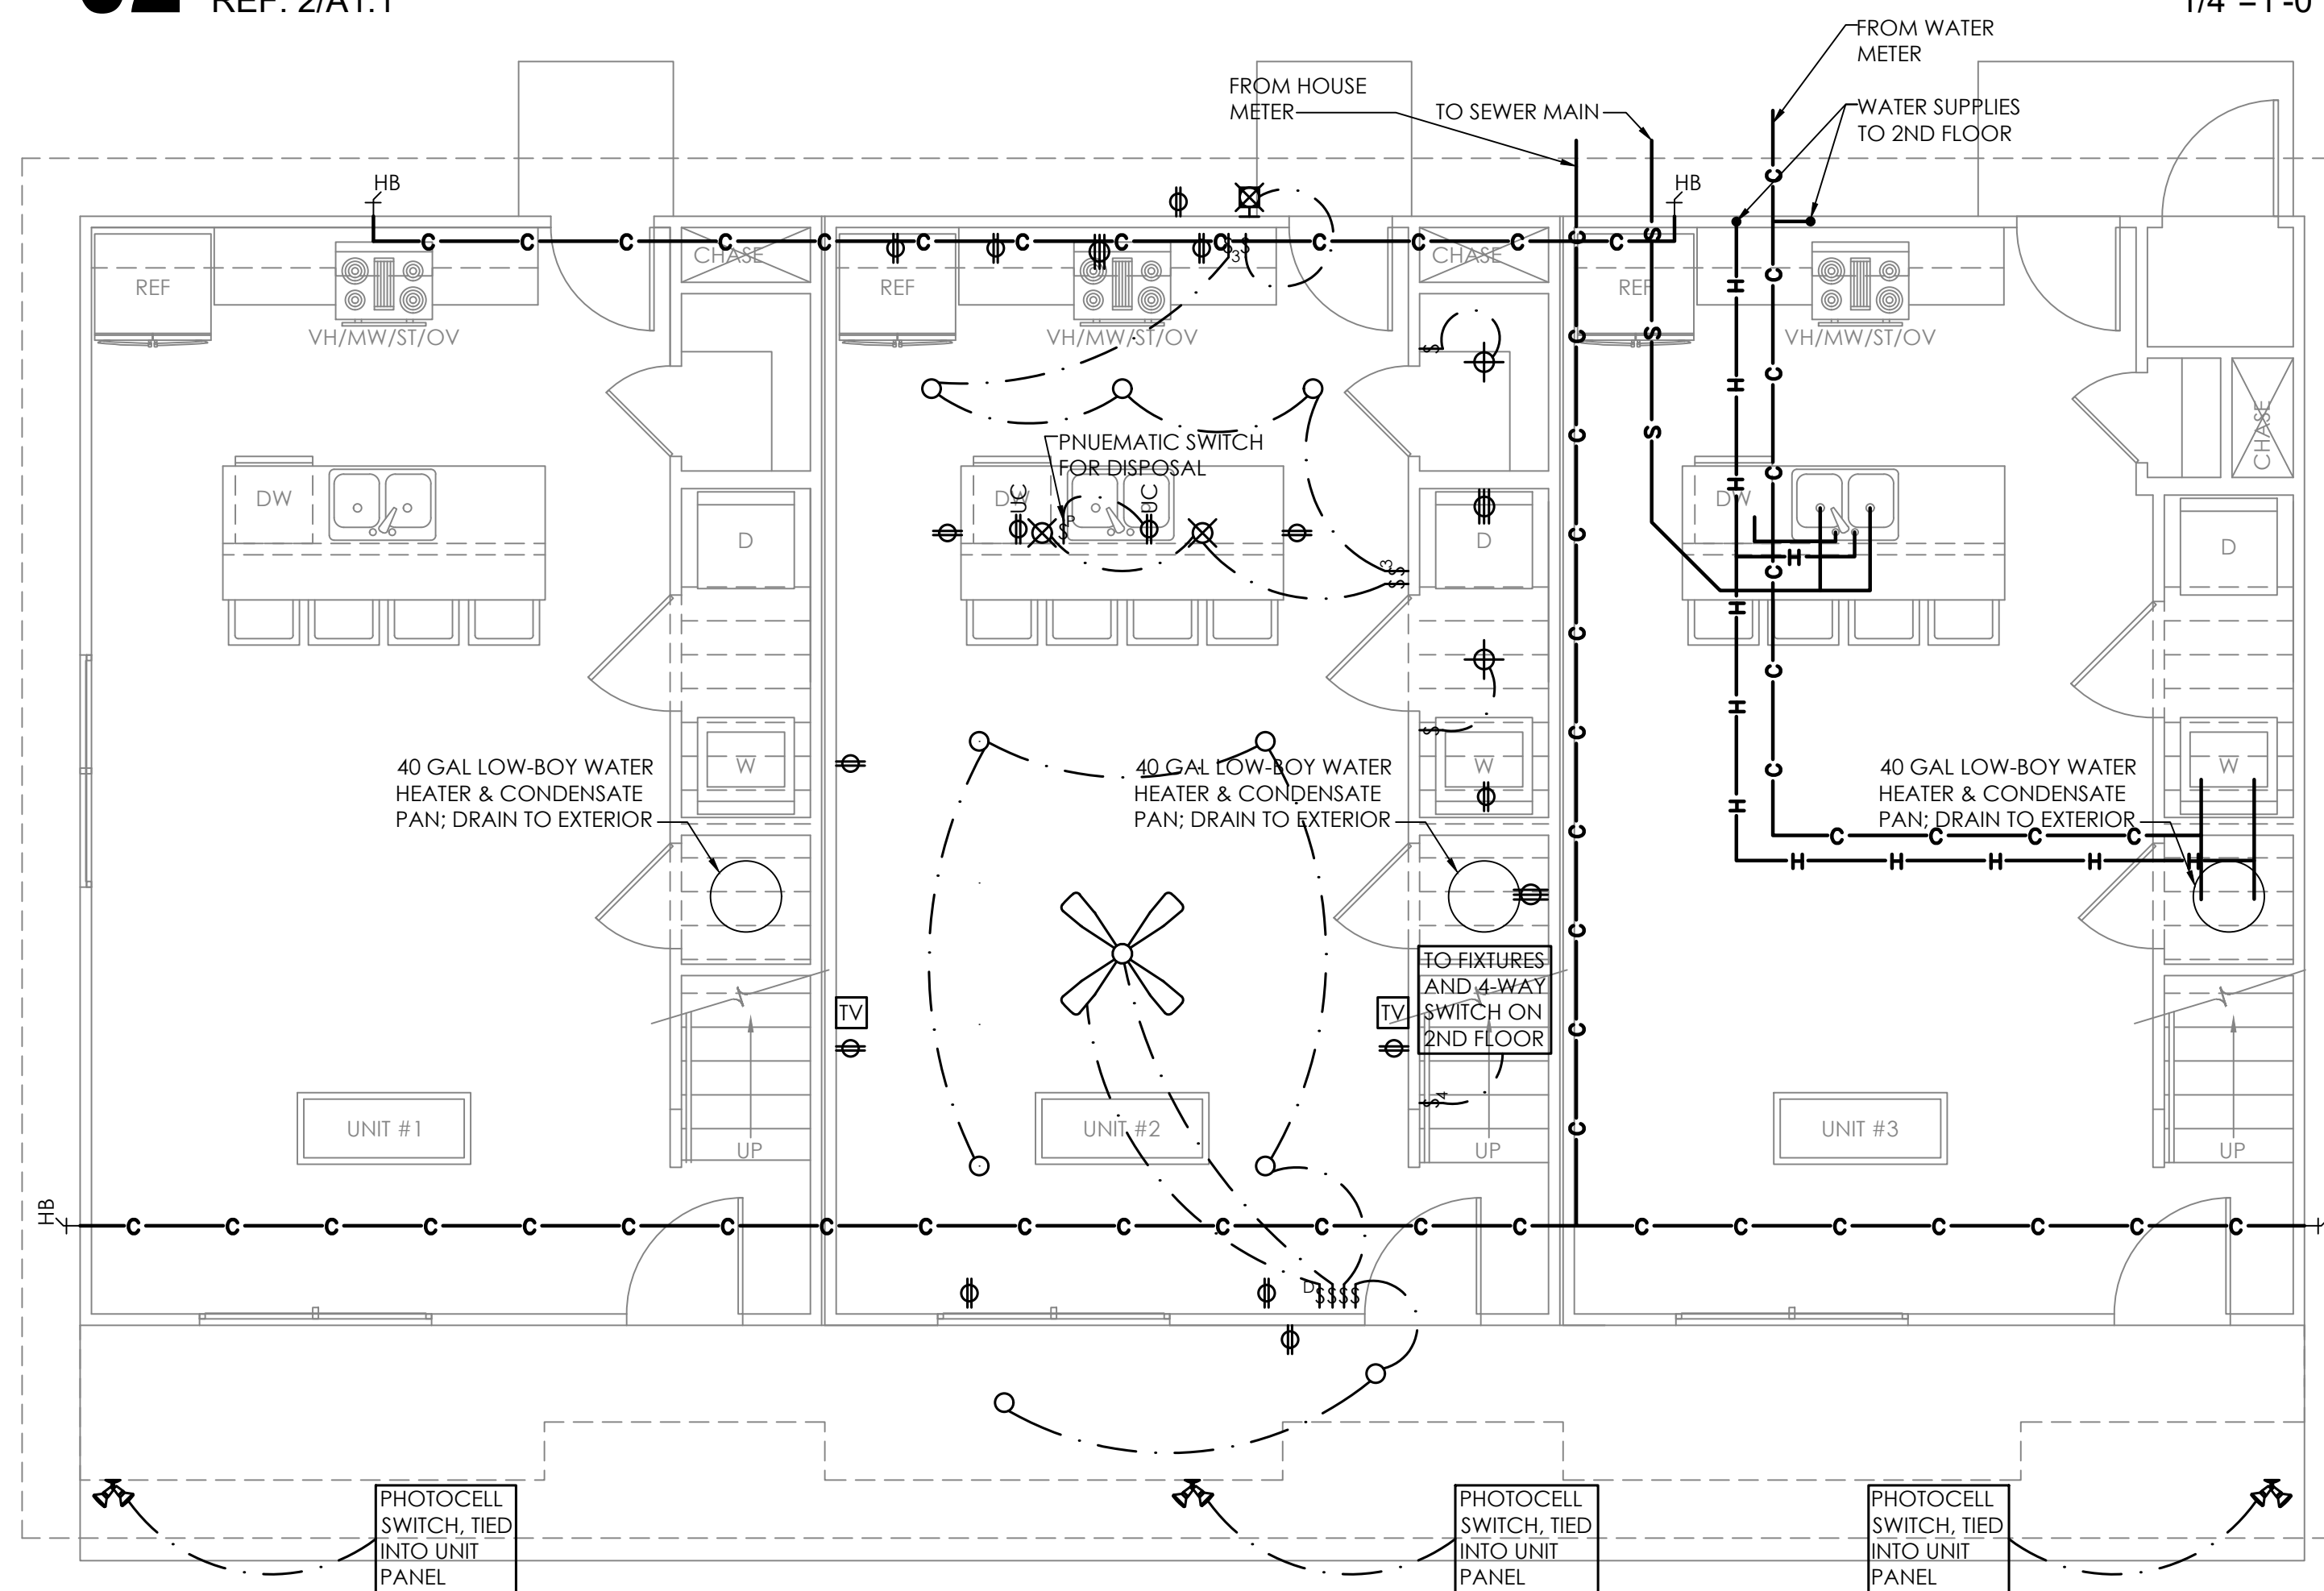 REF: 2/A1.1
FROM WATER
METER
FROM HOUSE
METER
TO SEWER MAIN
WATER SUPPLIES
TO 2ND FLOOR
HB
HB
C C C C C C C C C C C C C
CHASE
CHASE
CHASE
REF
REF
REF
VH/MW/ST/OV
VH/MW/ST/OV
VH/MW/ST/OV
PNUEMATIC SWITCH
FOR DISPOSAL
DW
DW
DW
UC
UC
D
D
D
W
W
W
40 GAL LOW-BOY WATER
HEATER & CONDENSATE
PAN; DRAIN TO EXTERIOR
40 GAL LOW-BOY WATER
HEATER & CONDENSATE
PAN; DRAIN TO EXTERIOR
40 GAL LOW-BOY WATER
HEATER & CONDENSATE
PAN; DRAIN TO EXTERIOR
C C C C
H H H H H
TV
TV
TO FIXTURES
AND 4-WAY
SWITCH ON
2ND FLOOR
UNIT #1
UNIT #2
UNIT #3
UP
UP
UP
HB
C C C C C C C C C C C C C C C C C C C C C C
D $$$$
PHOTOCELL
SWITCH, TIED
INTO UNIT
PANEL
PHOTOCELL
SWITCH, TIED
INTO UNIT
PANEL
PHOTOCELL
SWITCH, TIED
INTO UNIT
PANEL